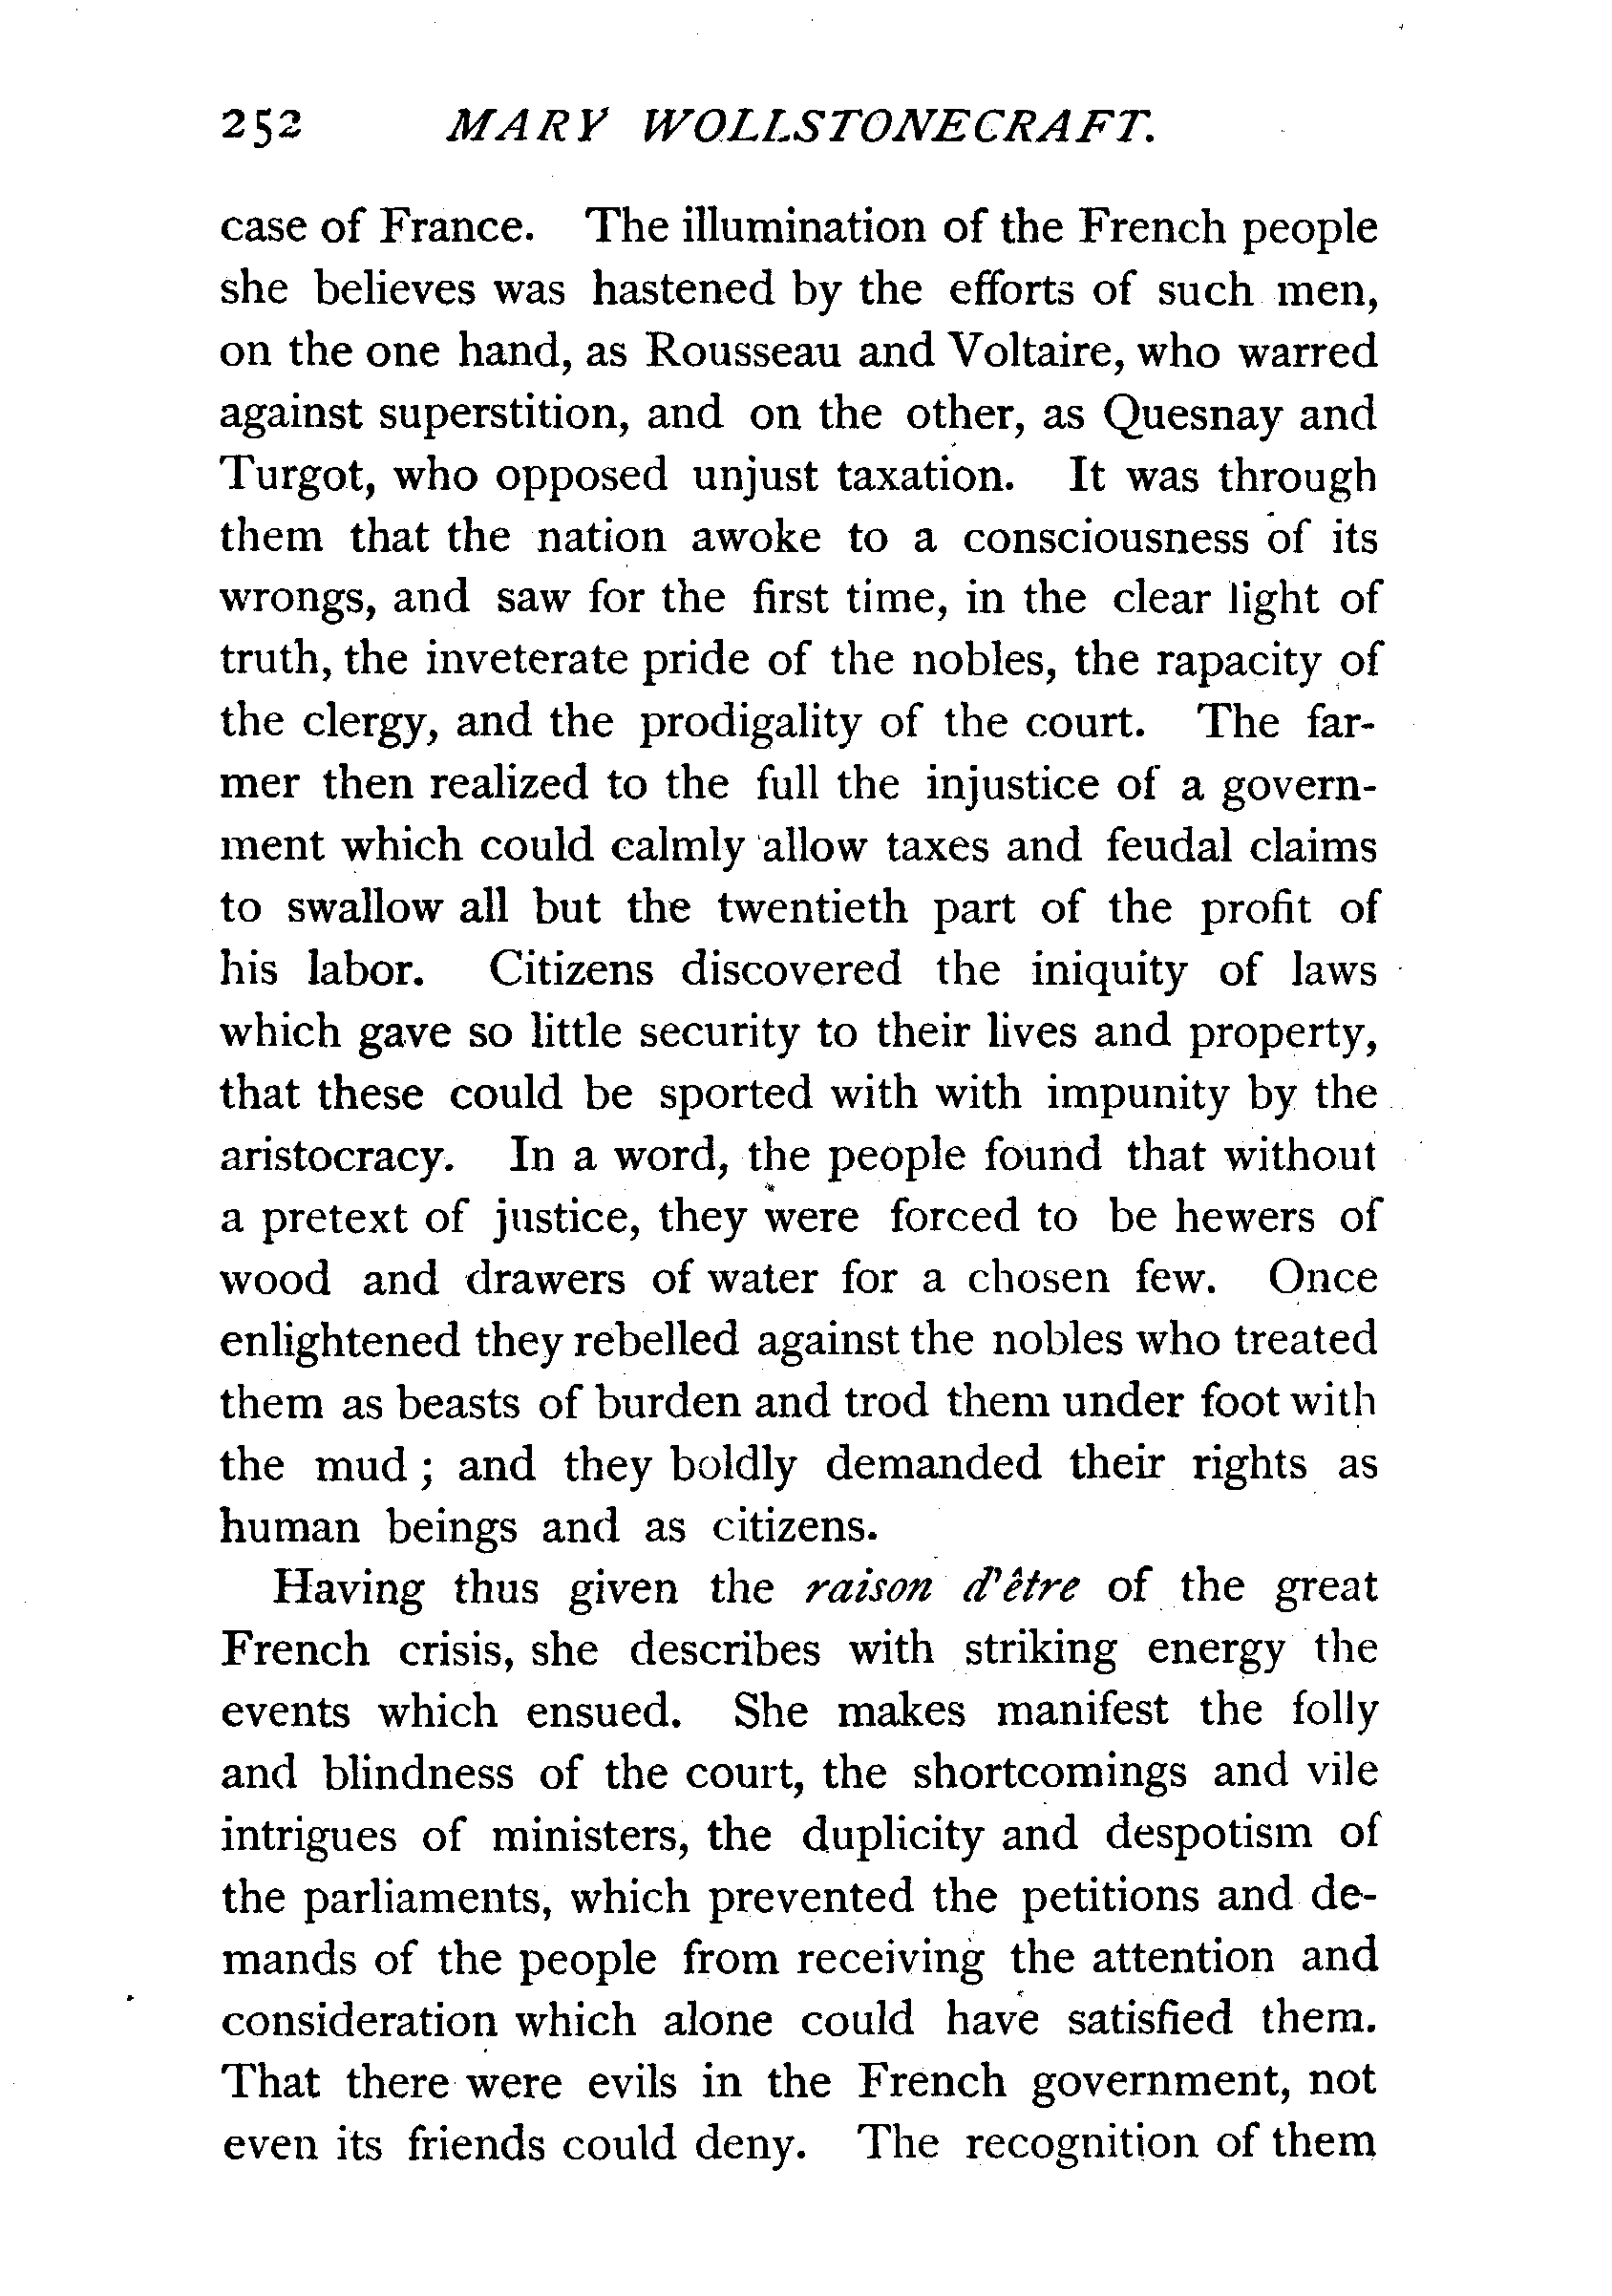 252 MARY WOLLSTONECRAFT.
case of France. The illumination of the French people
she believes was hastened by the efforts of such men,
on the one hand, as Rousseau and Voltaire, who warred
against superstition, and on the other, as Quesnay and
Turgot, who opposed unjust taxation. It was through
them that the nation awoke to a consciousness of its
wrongs, and saw for the first time, in the clear light of
truth, the inveterate pride of the nobles, the rapacity of
the clergy, and the prodigality of the court. The far-
mer then realized to the full the injustice of a govern-
ment which could calmly allow taxes and feudal claims
to swallow all but the twentieth part of the profit of
his labor. Citizens discovered the iniquity of laws
which gave so little security to their lives and property,
that these could be sported with with impunity by the
aristocracy. In a word, the people found that without
a pretext of justice, they were forced to be hewers of
wood and drawers of water for a chosen few. Once
enlightened they rebelled against the nobles who treated
them as beasts of burden and trod them under foot with
the mud ; and they boldly demanded their rights as
human beings and as citizens.
Having thus given the raison d'être of the great
French crisis, she describes with striking energy the
events which ensued. She makes manifest the folly
and blindness of the court, the shortcomings and vile
intrigues of ministers, the duplicity and despotism of
the parliaments, which prevented the petitions and de-
mands of the people from receiving the attention and
consideration which alone could have satisfied them.
That there were evils in the French government, not
even its friends could deny. The recognition of them